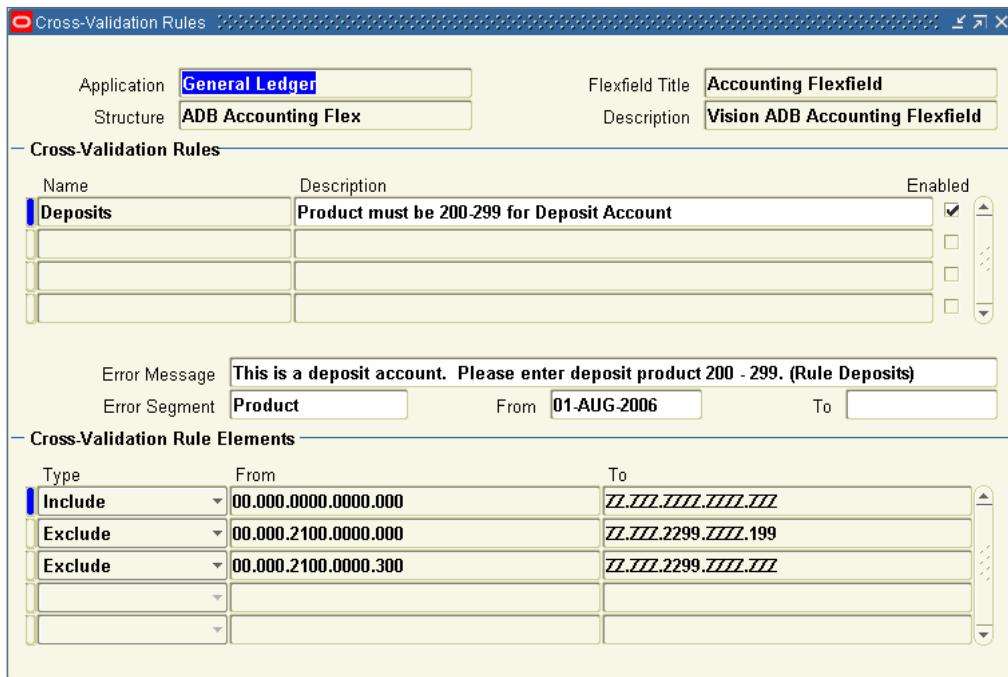 Cross-Validation Rules
Application General Ledger Flexfield Title Accounting Flexfield
Structure ADB Accounting Flex Description Vision ADB Accounting Flexfield
Cross-Validation Rules
Name Description Enabled
Deposits Product must be 200-299 for Deposit Account
Error Message This is a deposit account. Please enter deposit product 200 - 299. (Rule Deposits)
Error Segment Product From 01-AUG-2006 To
Cross-Validation Rule Elements
Type From To
Include 00.000.0000.0000.000 ZZ.ZZZ.ZZZZ.ZZZZ.ZZZ
Exclude 00.000.2100.0000.000 ZZ.ZZZ.2299.ZZZZ.199
Exclude 00.000.2100.0000.300 ZZ.ZZZ.2299.ZZZZ.ZZZ